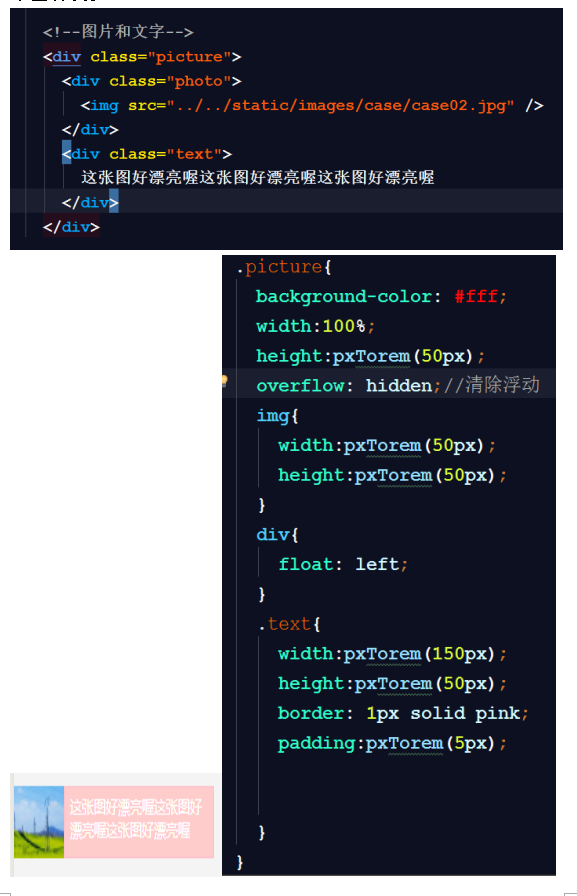 <!--图片和文字-->
<div class="picture">
<div class="photo">
<img src="../../static/images/case/case02.jpg" />
</div>
<div class="text">
这张图好漂亮喔这张图好漂亮喔这张图好漂亮喔
</div>
</div>
.picture{
background-color: #fff;
width:100%;
height:pxTorem(50px);
overflow: hidden;//清除浮动
img{
width:pxTorem(50px);
height:pxTorem(50px);
}
div{
float: left;
}
.text{
width:pxTorem(150px);
height:pxTorem(50px);
border: 1px solid pink;
padding:pxTorem(5px);
}
}
这张图好漂亮喔这张图好
漂亮喔这张图好漂亮喔